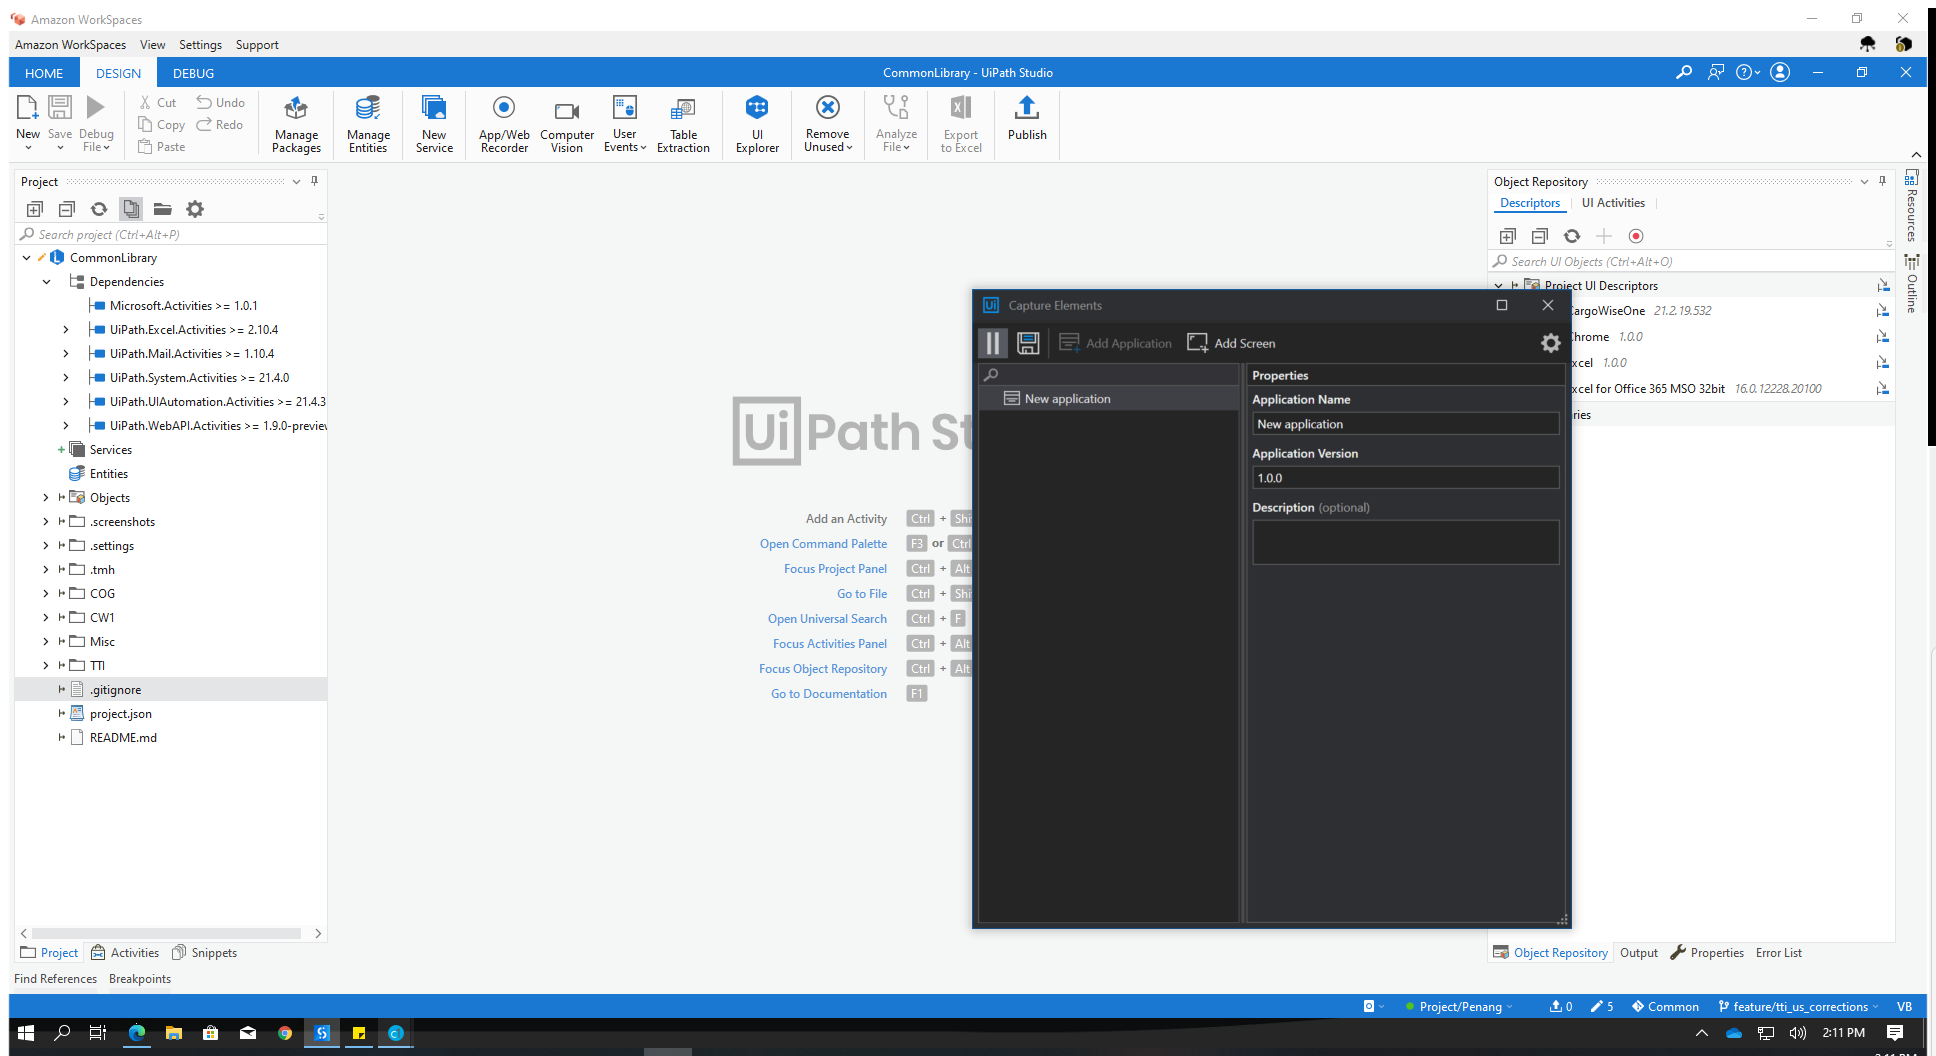 Amazon WorkSpaces
Amazon WorkSpaces View Settings Support
HOME DESIGN DEBUG CommonLibrary - UiPath Studio
New Save Debug File Cut Copy Paste Undo Redo
Manage Packages
Manage Entities
New Service
App/Web Recorder
Computer Vision
User Events
Table Extraction
UI Explorer
Remove Unused
Analyze File
Export to Excel
Publish
Project
Search project (Ctrl+Alt+P)
CommonLibrary
Dependencies
Microsoft.Activities >= 1.0.1
UiPath.Excel.Activities >= 2.10.4
UiPath.Mail.Activities >= 1.10.4
UiPath.System.Activities >= 21.4.0
UiPath.UIAutomation.Activities >= 21.4.3
UiPath.WebAPI.Activities >= 1.9.0-preview
Services
Entities
Objects
.screenshots
.settings
.tmh
COG
CW1
Misc
TTI
.gitignore
project.json
README.md
Project Activities Snippets
Find References Breakpoints
Ui Path St
Add an Activity Ctrl + Shi
Open Command Palette F3 or Ctrl
Focus Project Panel Ctrl + Alt
Go to File Ctrl + Shi
Open Universal Search Ctrl + F
Focus Activities Panel Ctrl + Alt
Focus Object Repository Ctrl + Alt
Go to Documentation F1
Ui Capture Elements
Add Application Add Screen
New application
Properties
Application Name
New application
Application Version
1.0.0
Description (optional)
Object Repository
Descriptors UI Activities
Search UI Objects (Ctrl+Alt+O)
Project UI Descriptors
CargoWiseOne 21.2.19.532
Chrome 1.0.0
xcel 1.0.0
xcel for Office 365 MSO 32bit 16.0.12228.20100
ries
Resources
Outline
Object Repository Output Properties Error List
Project/Penang 0 5 Common feature/tti_us_corrections VB
2:11 PM